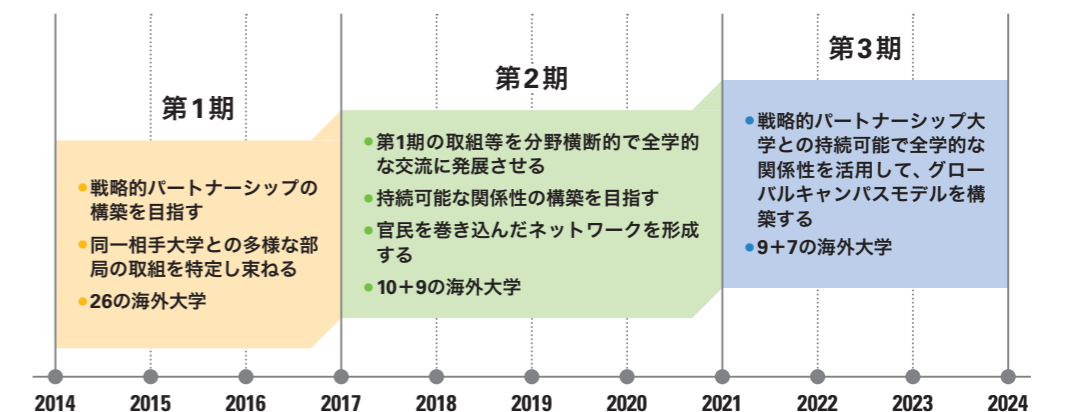 第1期
第2期
第3期
●戦略的パートナーシップの
構築を目指す
●同一相手大学との多様な部
局の取組を特定し束ねる
●26の海外大学
●第1期の取組等を分野横断的で全学的
な交流に発展させる
●持続可能な関係性の構築を目指す
●官民を巻き込んだネットワークを形成
する
●10＋9の海外大学
●戦略的パートナーシップ大
学との持続可能で全学的な
関係性を活用して、グロー
バルキャンパスモデルを構
築する
●9＋7の海外大学
2014 2015 2016 2017 2018 2019 2020 2021 2022 2023 2024